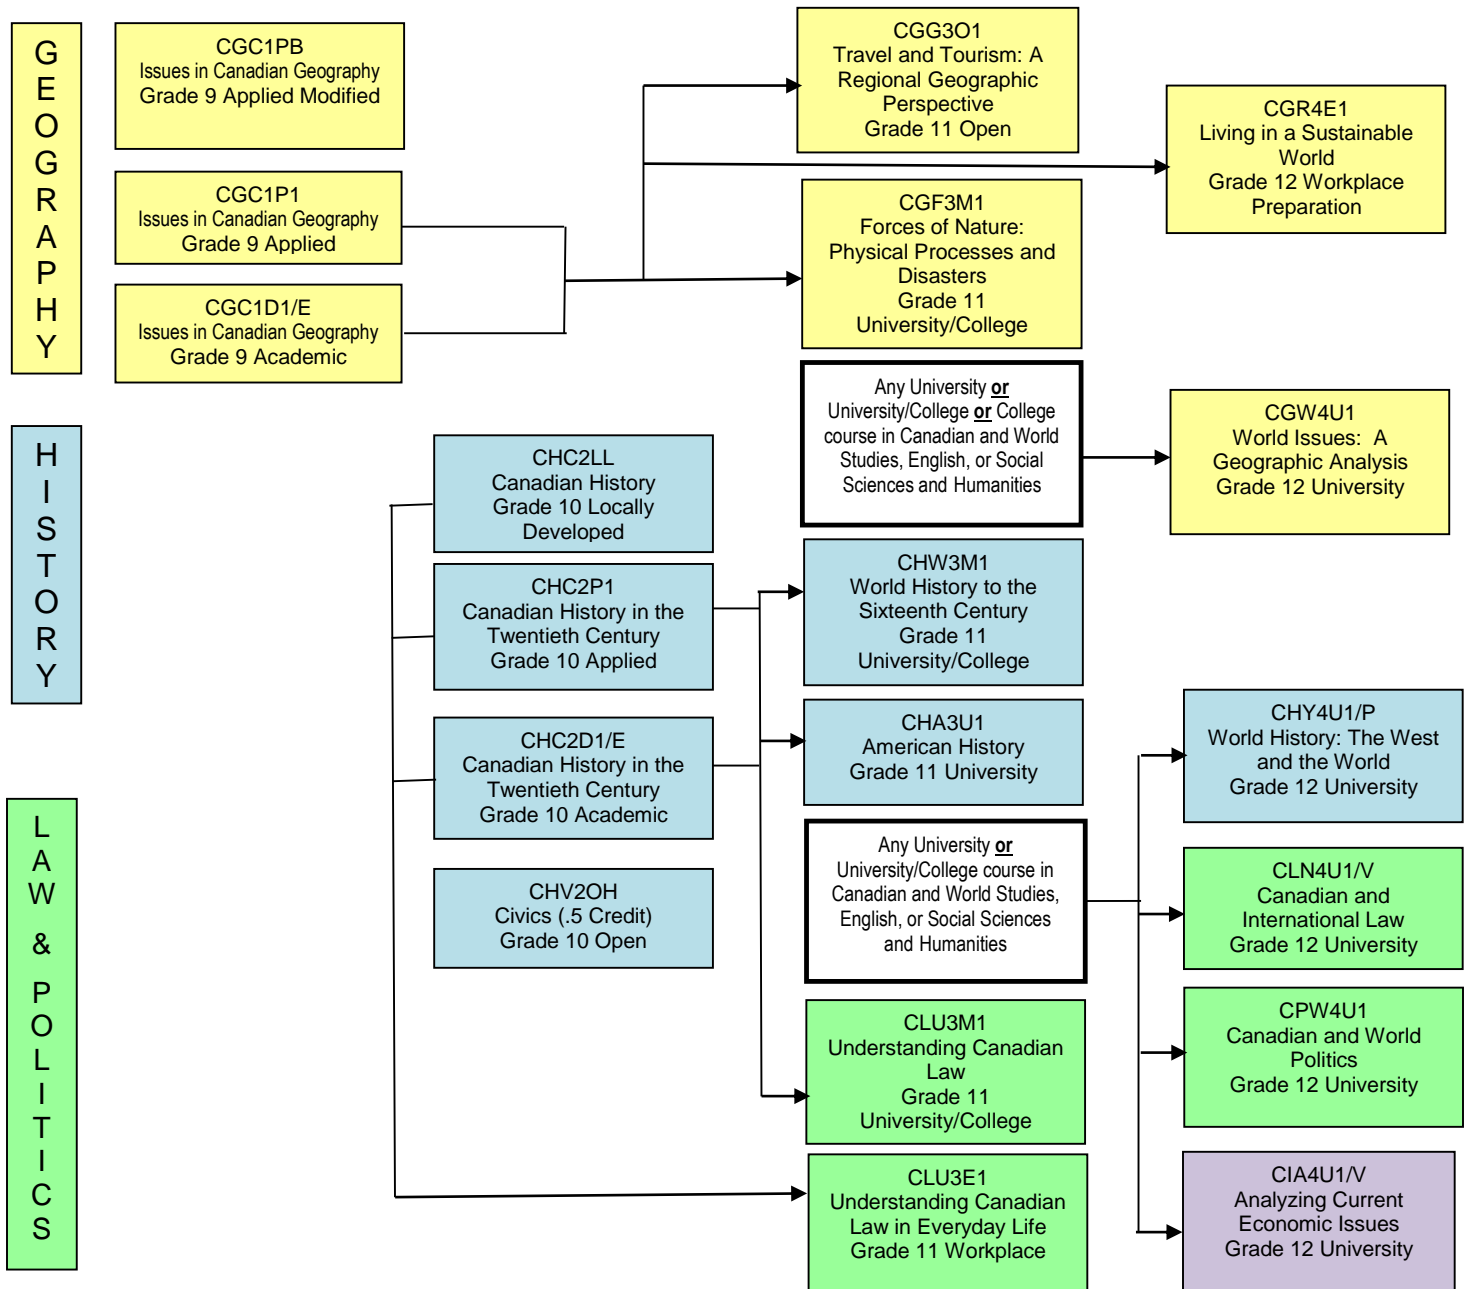 G
E
O
G
R
A
P
H
Y
CGC1PB
Issues in Canadian Geography
Grade 9 Applied Modified
CGC1P1
Issues in Canadian Geography
Grade 9 Applied
CGC1D1/E
Issues in Canadian Geography
Grade 9 Academic
CGG3O1
Travel and Tourism: A
Regional Geographic
Perspective
Grade 11 Open
CGR4E1
Living in a Sustainable
World
Grade 12 Workplace
Preparation
CGF3M1
Forces of Nature:
Physical Processes and
Disasters
Grade 11
University/College
Any University or
University/College or College
course in Canadian and World
Studies, English, or Social
Sciences and Humanities
CGW4U1
World Issues: A
Geographic Analysis
Grade 12 University
H
I
S
T
O
R
Y
CHC2LL
Canadian History
Grade 10 Locally
Developed
CHC2P1
Canadian History in the
Twentieth Century
Grade 10 Applied
CHC2D1/E
Canadian History in the
Twentieth Century
Grade 10 Academic
CHV2OH
Civics (.5 Credit)
Grade 10 Open
CHW3M1
World History to the
Sixteenth Century
Grade 11
University/College
CHA3U1
American History
Grade 11 University
Any University or
University/College course in
Canadian and World Studies,
English, or Social Sciences
and Humanities
CHY4U1/P
World History: The West
and the World
Grade 12 University
L
A
W
&
P
O
L
I
T
I
C
S
CLN4U1/V
Canadian and
International Law
Grade 12 University
CPW4U1
Canadian and World
Politics
Grade 12 University
CLU3M1
Understanding Canadian
Law
Grade 11
University/College
CLU3E1
Understanding Canadian
Law in Everyday Life
Grade 11 Workplace
CIA4U1/V
Analyzing Current
Economic Issues
Grade 12 University